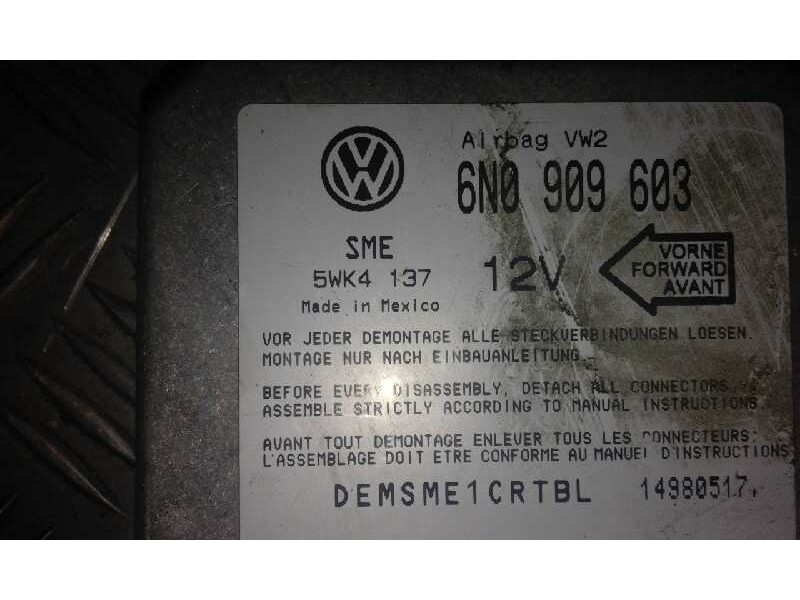 Airbag VW2
6N0 909 603
SME
5WK4 137
12V
VORNE
FORWARD
AVANT
Made in Mexico
VOR JEDER DEMONTAGE ALLE STECKVERBINDUNGEN LOESEN.
MONTAGE NUR NACH EINBAUANLEITUNG.
BEFORE EVERY DISASSEMBLY, DETACH ALL CONNECTORS
ASSEMBLE STRICTLY ACCORDING TO MANUAL INSTRUCTIONS.
AVANT TOUT DEMONTAGE ENLEVER TOUS LES CONNECTEURS;
L'ASSEMBLAGE DOIT ETRE CONFORME AU MANUEL D'INSTRUCTIONS
DEMSME1CRTBL 14980517.